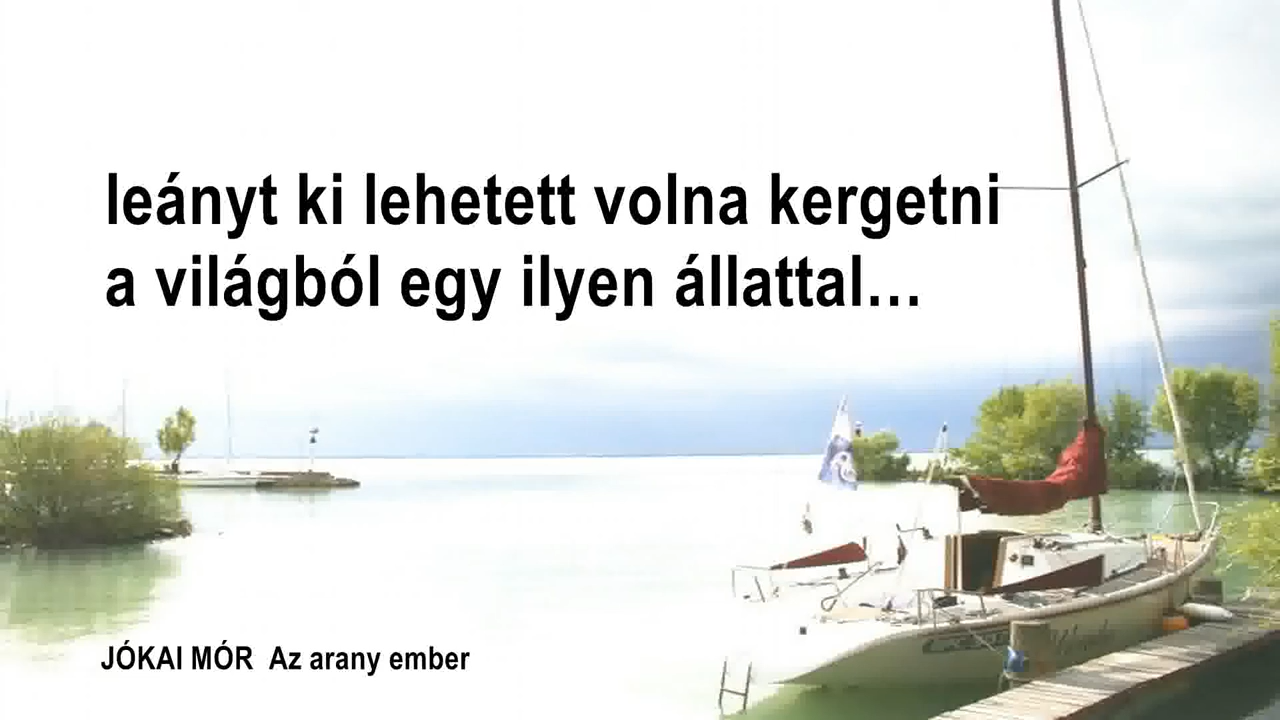 leányt ki lehetett volna kergetni
a világból egy ilyen állattal…
JÓKAI MÓR Az arany ember